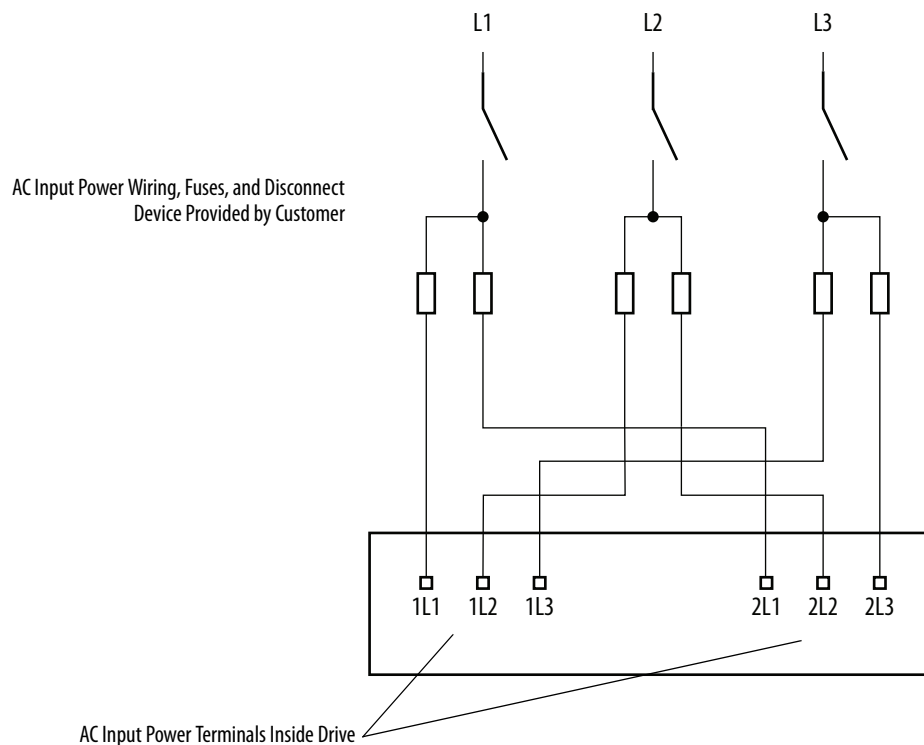 L1
L2
L3
AC Input Power Wiring, Fuses, and Disconnect
Device Provided by Customer
1L1
1L2
1L3
2L1
2L2
2L3
AC Input Power Terminals Inside Drive